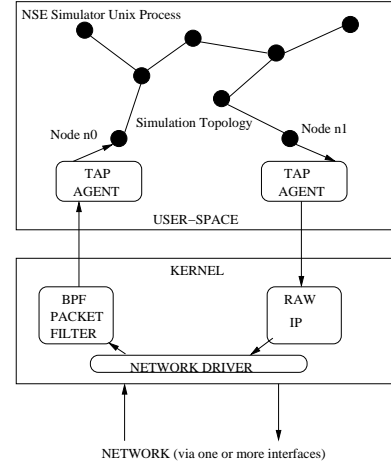 NSE Simulator Unix Process
Node n0
Simulation Topology
Node n1
TAP
AGENT
TAP
AGENT
USER-SPACE
KERNEL
BPF
PACKET
FILTER
RAW
IP
NETWORK DRIVER
NETWORK (via one or more interfaces)